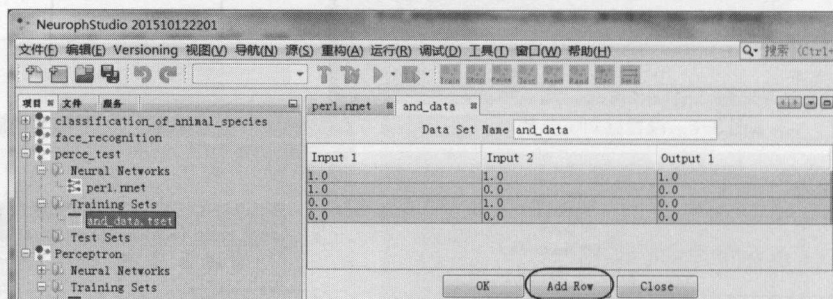 NeurophStudio 201510122201
文件(F) 编辑(E) Versioning 视图(V) 导航(N) 源(S) 重构(A) 运行(R) 调试(D) 工具(T) 窗口(W) 帮助(H) 搜索 (Ctrl+
项目 文件 服务
per1.nnet and_data
classification_of_animal_species
face_recognition
perce_test
Neural Networks
per1.nnet
Training Sets
and_data.tset
Test Sets
Perceptron
Neural Networks
Training Sets
Data Set Name and_data
Input 1 Input 2 Output 1
1.0 1.0 1.0
1.0 0.0 0.0
0.0 1.0 0.0
0.0 0.0 0.0
OK Add Row Close